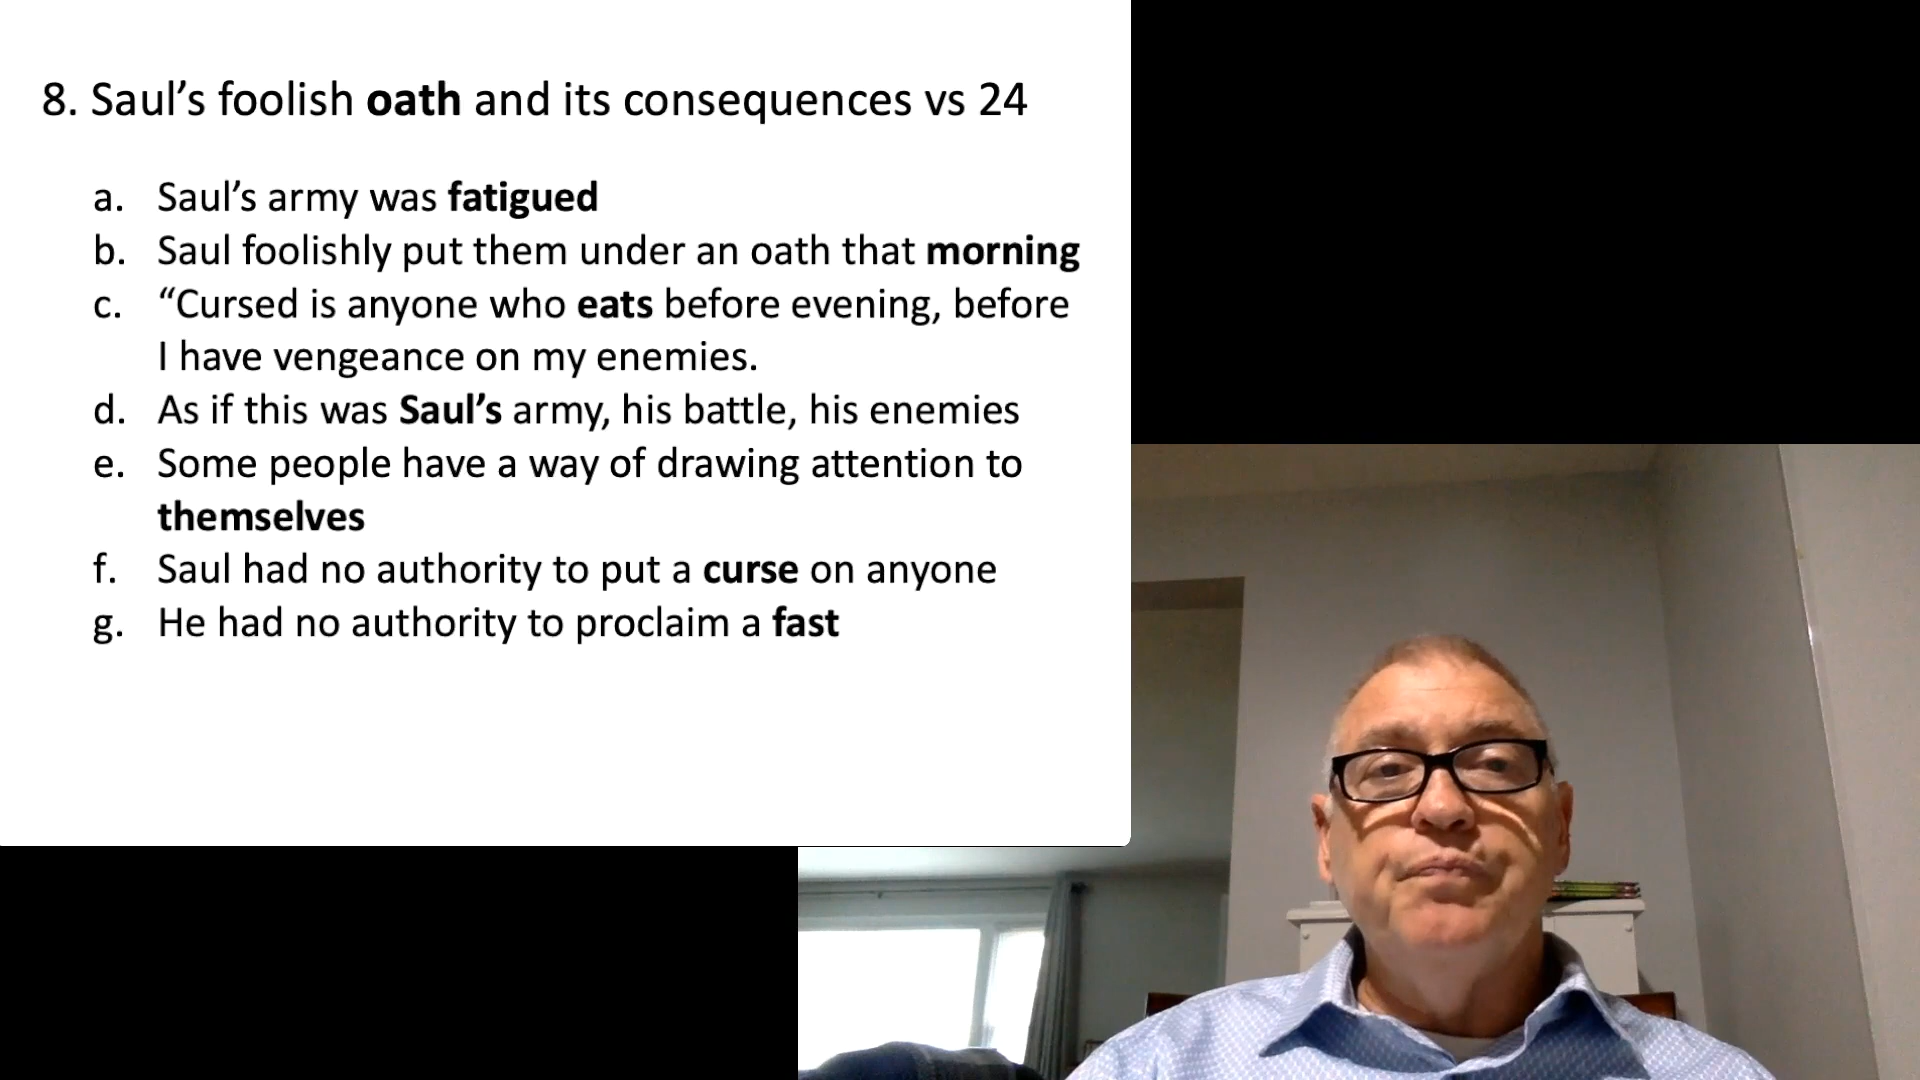 8. Saul’s foolish oath and its consequences vs 24
a. Saul’s army was fatigued
b. Saul foolishly put them under an oath that morning
c. “Cursed is anyone who eats before evening, before
I have vengeance on my enemies.
d. As if this was Saul’s army, his battle, his enemies
e. Some people have a way of drawing attention to
themselves
f. Saul had no authority to put a curse on anyone
g. He had no authority to proclaim a fast